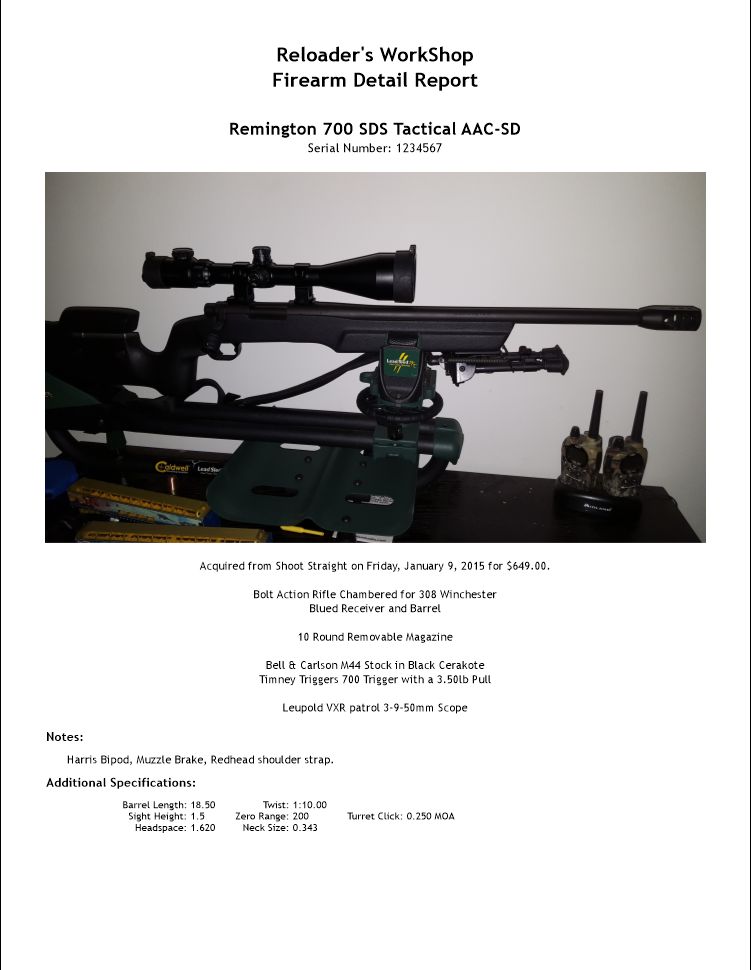 Reloader's WorkShop
Firearm Detail Report
Remington 700 SDS Tactical AAC-SD
Serial Number: 1234567
Lead Sled
Caldwell Lead Sled
MIDLAND
Acquired from Shoot Straight on Friday, January 9, 2015 for $649.00.
Bolt Action Rifle Chambered for 308 Winchester
Blued Receiver and Barrel
10 Round Removable Magazine
Bell & Carlson M44 Stock in Black Cerakote
Timney Triggers 700 Trigger with a 3.50lb Pull
Leupold VXR patrol 3-9-50mm Scope
Notes:
Harris Bipod, Muzzle Brake, Redhead shoulder strap.
Additional Specifications:
Barrel Length: 18.50 Twist: 1:10.00
Sight Height: 1.5 Zero Range: 200 Turret Click: 0.250 MOA
Headspace: 1.620 Neck Size: 0.343